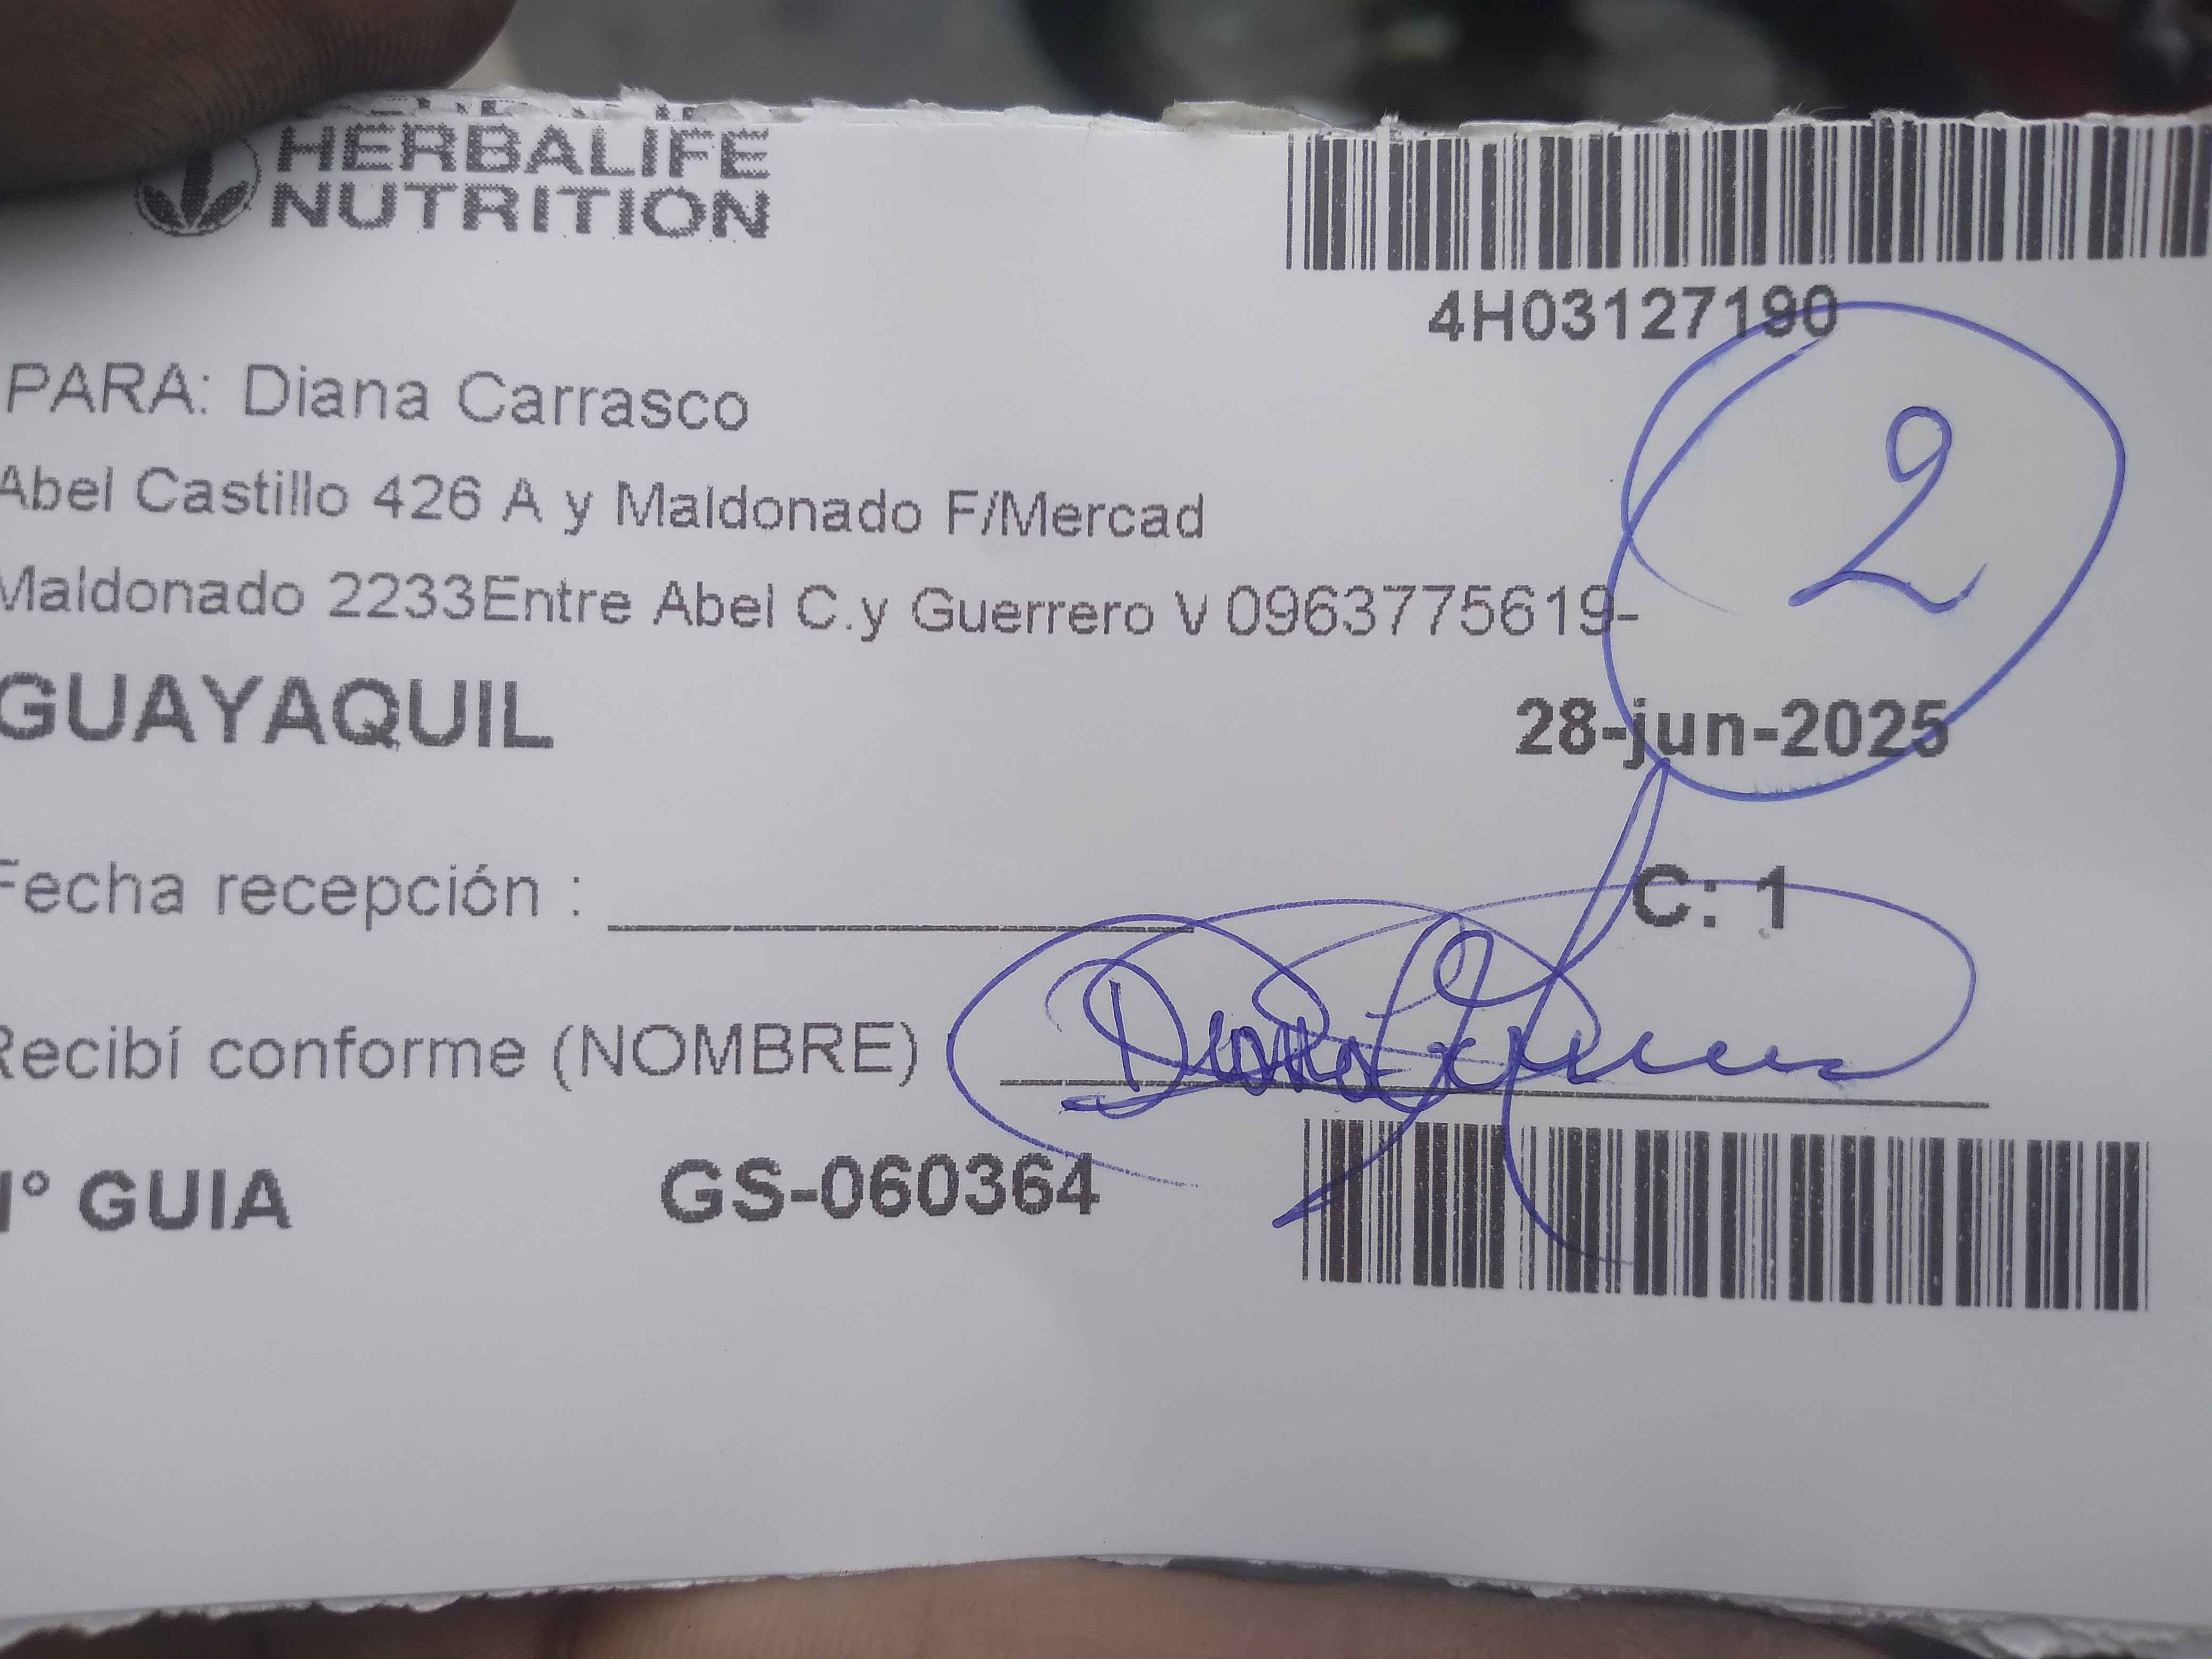 HERBALIFE
NUTRITION
4H03127190
PARA: Diana Carrasco
2
Abel Castillo 426 A y Maldonado F/Mercad
Maldonado 2233Entre Abel C.y Guerrero V 0963775619-
GUAYAQUIL
28-jun-2025
Fecha recepción :
C: 1
Recibí conforme (NOMBRE)
N° GUIA GS-060364